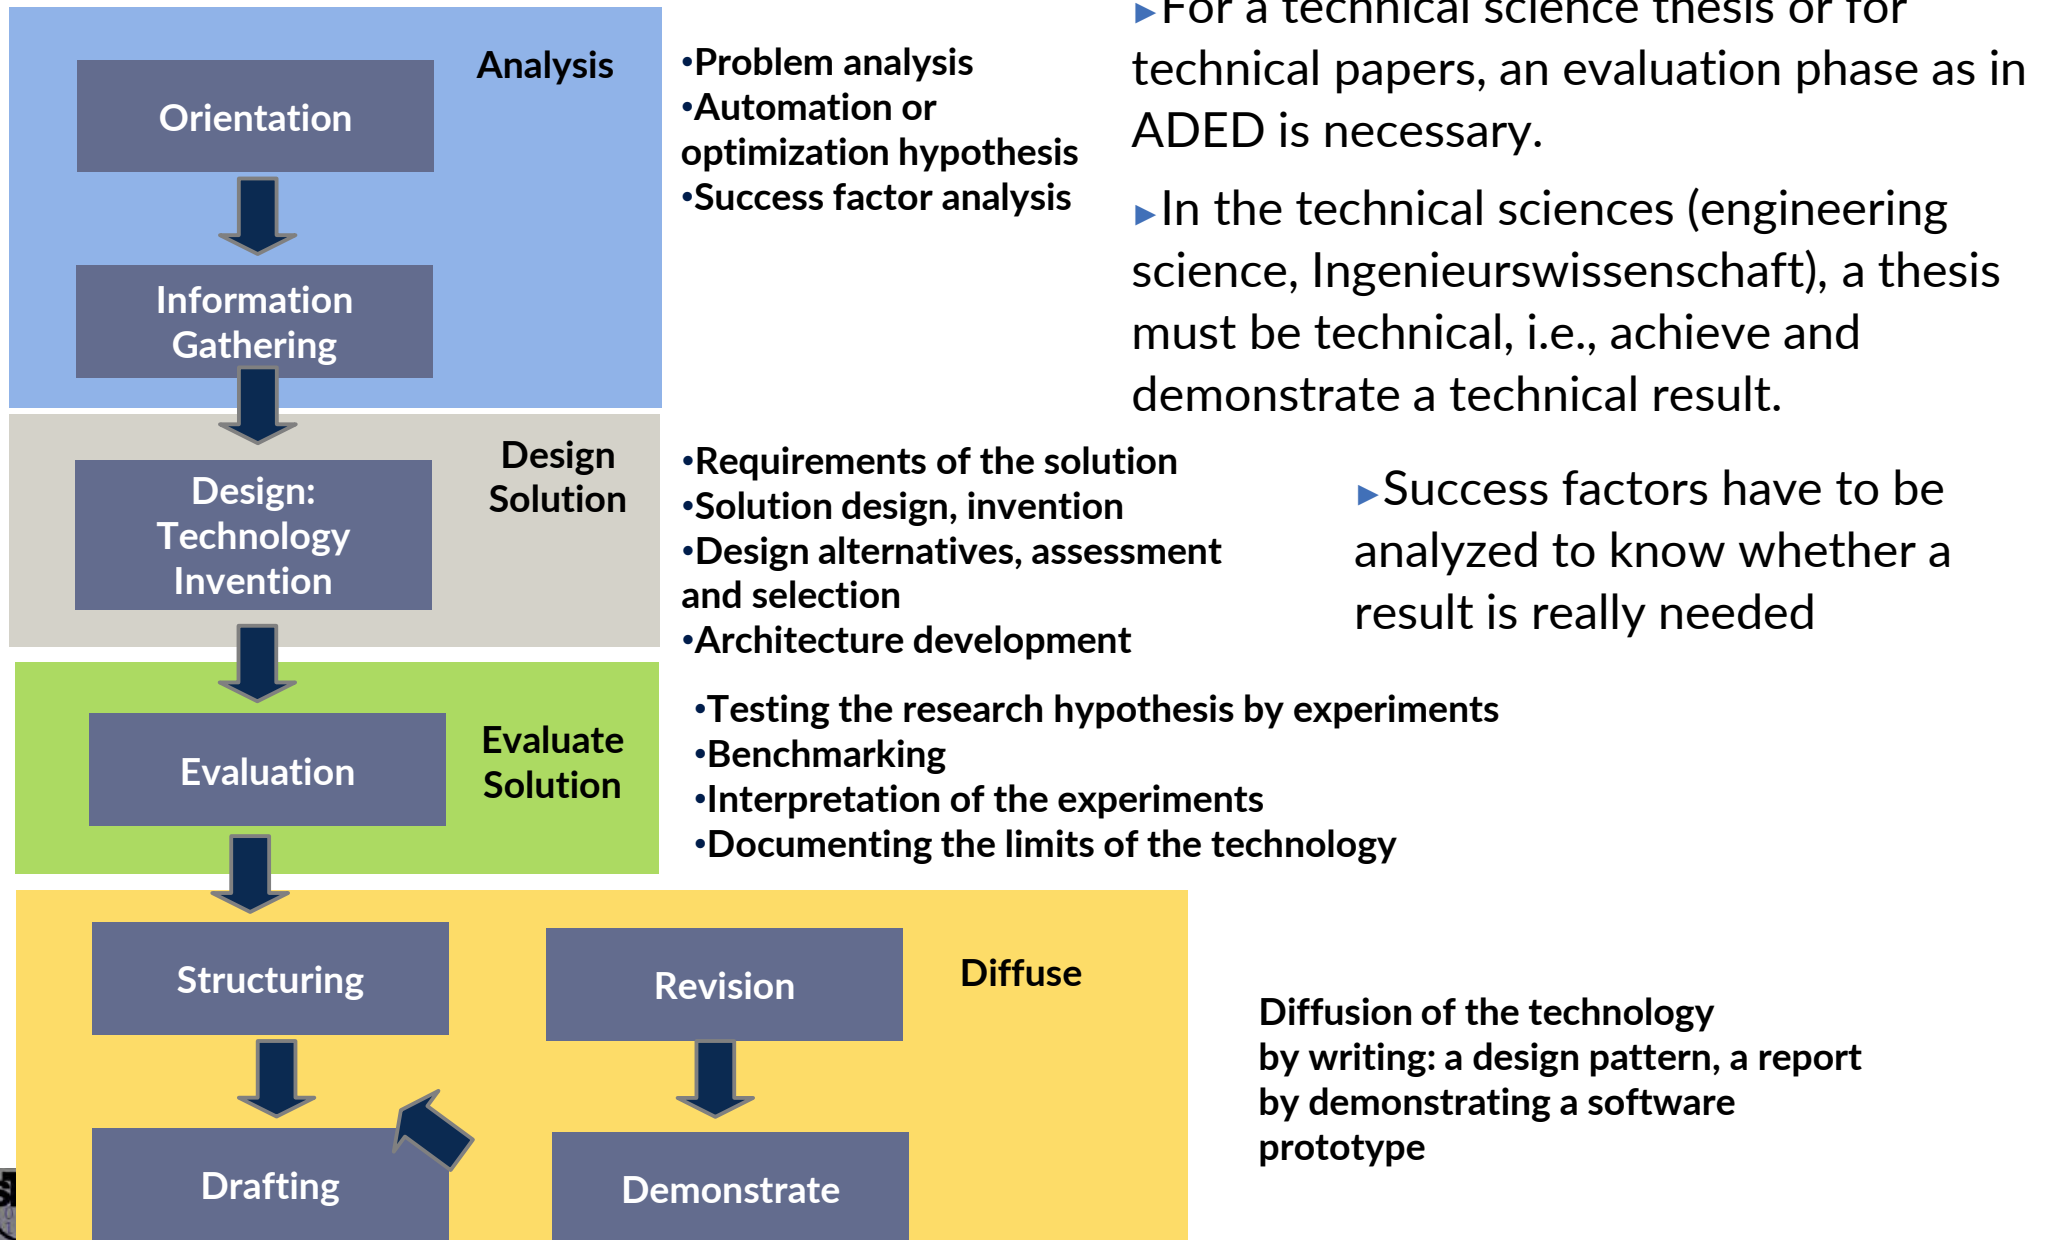 ►For a technical science thesis or for
technical papers, an evaluation phase as in
ADED is necessary.
►In the technical sciences (engineering
science, Ingenieurswissenschaft), a thesis
must be technical, i.e., achieve and
demonstrate a technical result.
►Success factors have to be
analyzed to know whether a
result is really needed
Analysis
Orientation
Information
Gathering
•Problem analysis
•Automation or
optimization hypothesis
•Success factor analysis
Design
Solution
Design:
Technology
Invention
•Requirements of the solution
•Solution design, invention
•Design alternatives, assessment
and selection
•Architecture development
Evaluate
Solution
Evaluation
•Testing the research hypothesis by experiments
•Benchmarking
•Interpretation of the experiments
•Documenting the limits of the technology
Diffuse
Structuring
Revision
Drafting
Demonstrate
Diffusion of the technology
by writing: a design pattern, a report
by demonstrating a software
prototype